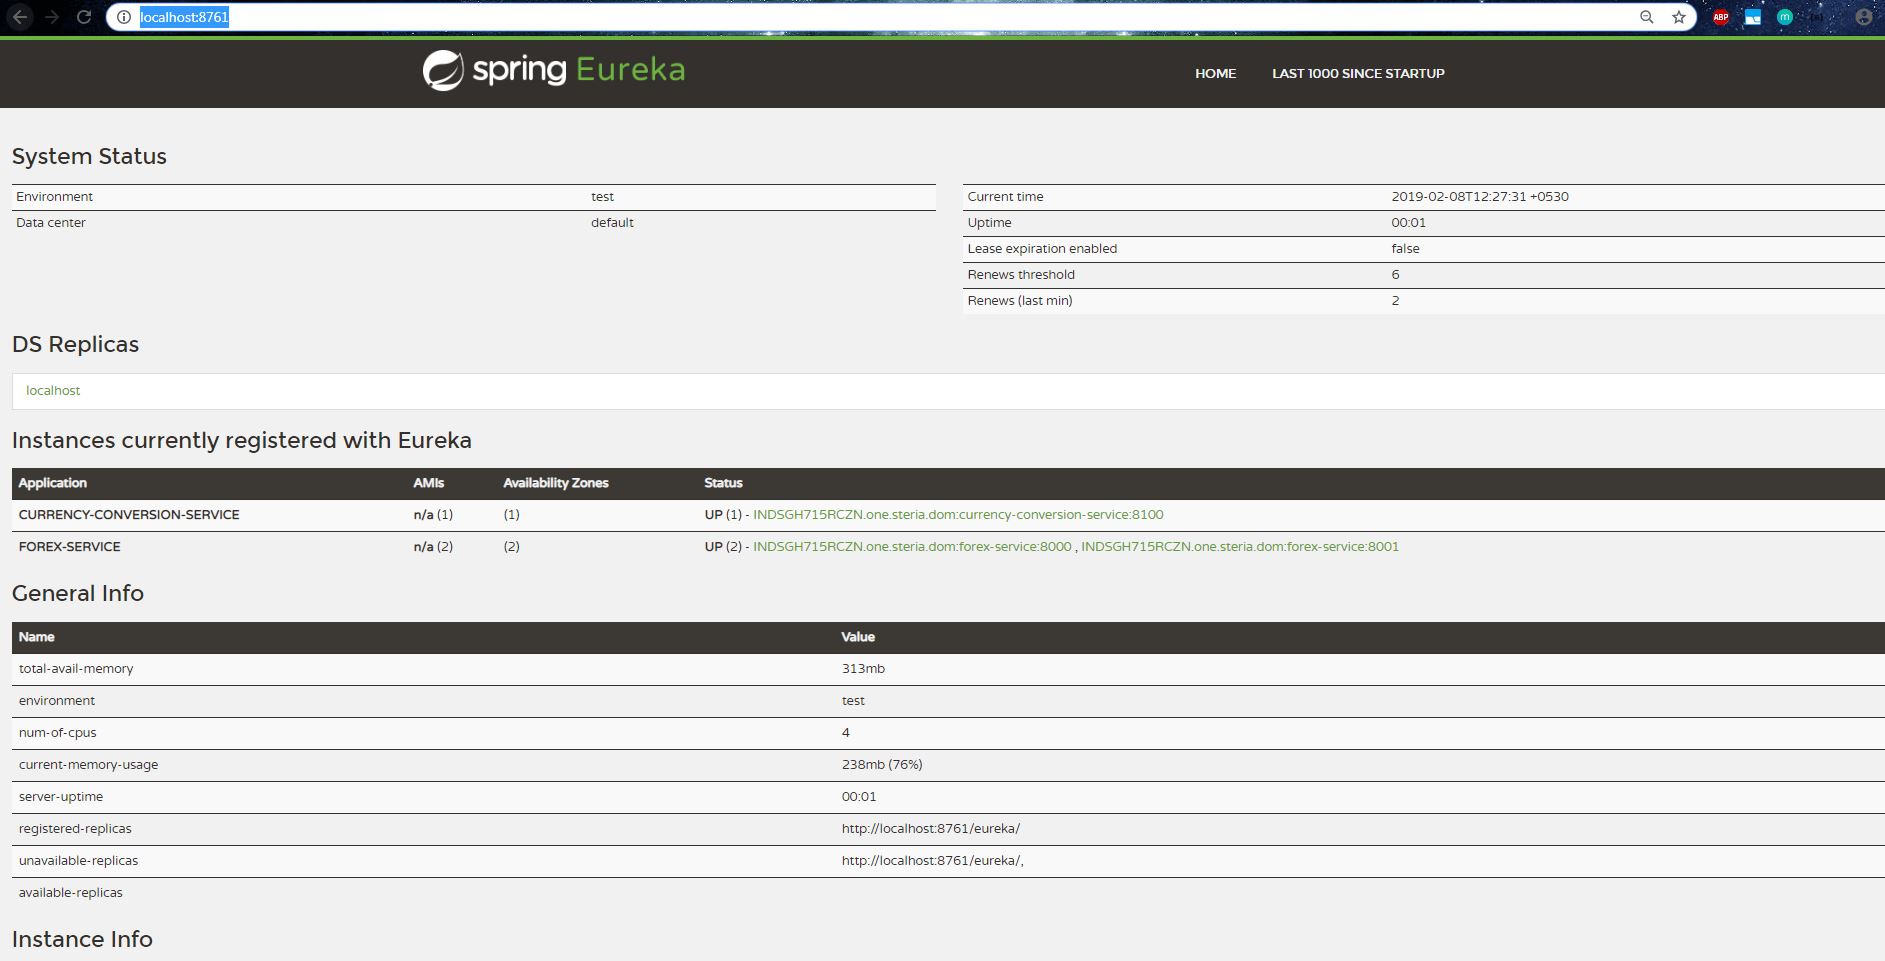 localhost:8761
ABP
m
spring Eureka
HOME LAST 1000 SINCE STARTUP
System Status
Environment test
Data center default
Current time 2019-02-08T12:27:31 +0530
Uptime 00:01
Lease expiration enabled false
Renews threshold 6
Renews (last min) 2
DS Replicas
localhost
Instances currently registered with Eureka
Application AMIs Availability Zones Status
CURRENCY-CONVERSION-SERVICE n/a (1) (1) UP (1) - INDSGH715RCZN.one.steria.dom:currency-conversion-service:8100
FOREX-SERVICE n/a (2) (2) UP (2) - INDSGH715RCZN.one.steria.dom:forex-service:8000 , INDSGH715RCZN.one.steria.dom:forex-service:8001
General Info
Name Value
total-avail-memory 313mb
environment test
num-of-cpus 4
current-memory-usage 238mb (76%)
server-uptime 00:01
registered-replicas http://localhost:8761/eureka/
unavailable-replicas http://localhost:8761/eureka/,
available-replicas
Instance Info